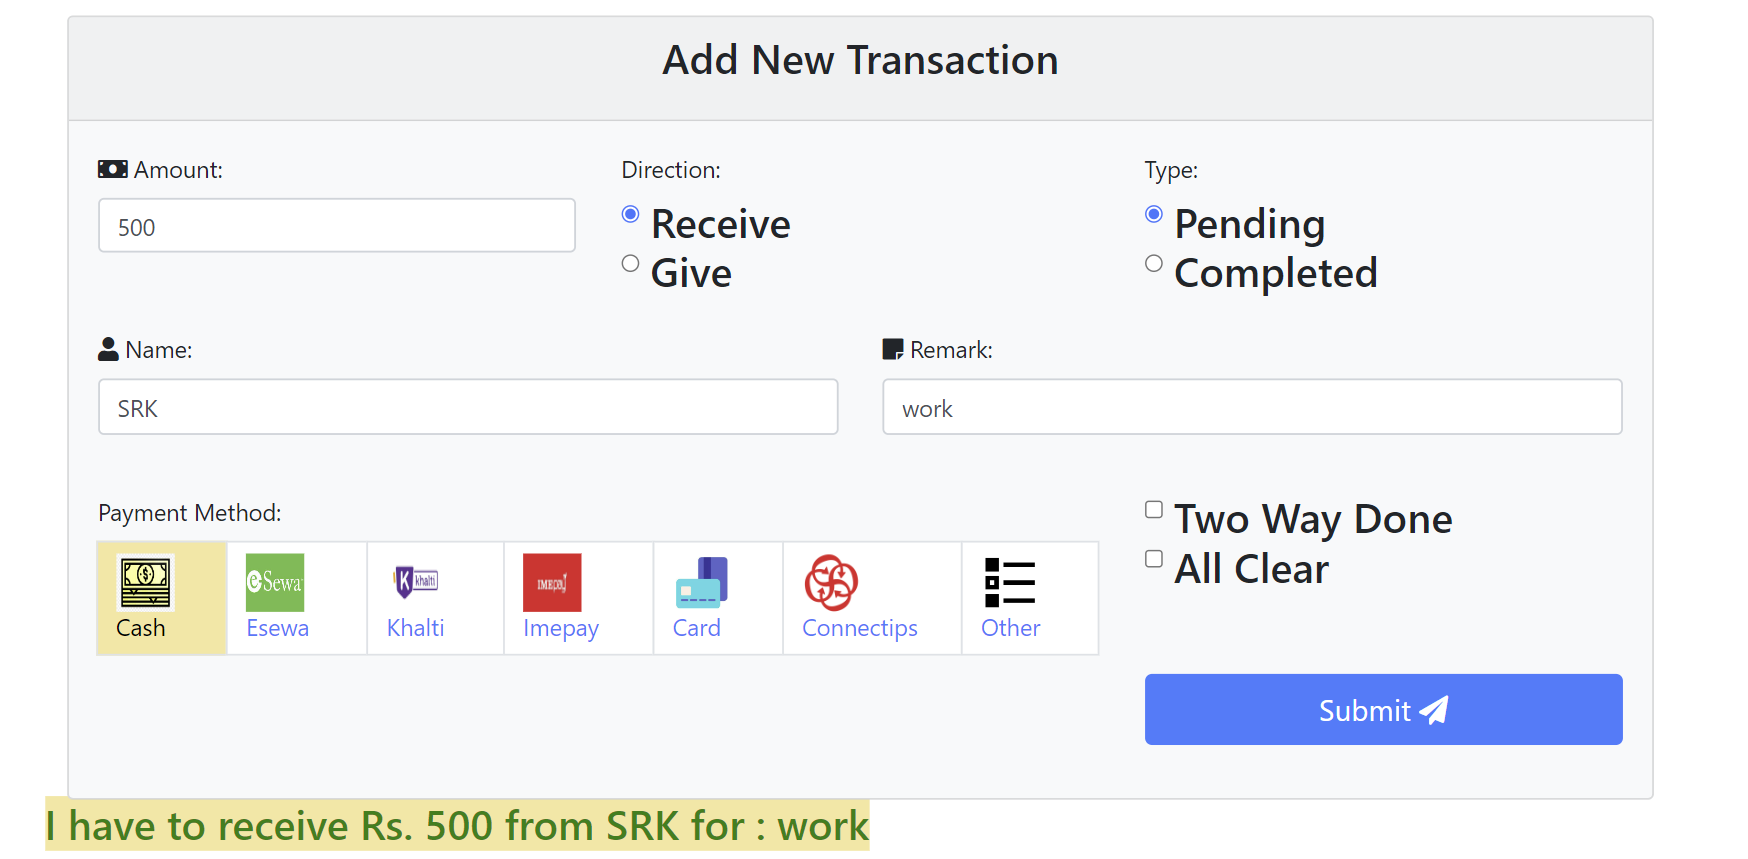 Add New Transaction
Amount:
Direction:
Type:
500
Receive
Give
Pending
Completed
Name:
Remark:
SRK
work
Payment Method:
Two Way Done
All Clear
eSewa
K khalti
Cash
Esewa
Khalti
Imepay
Card
Connectips
Other
Submit
I have to receive Rs. 500 from SRK for : work